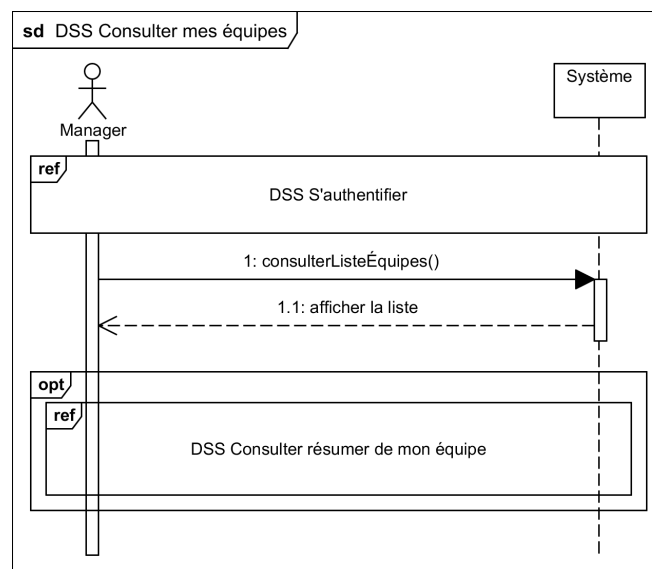 sd DSS Consulter mes équipes
Système
Manager
ref
DSS S'authentifier
1: consulterListeÉquipes()
1.1: afficher la liste
opt
ref
DSS Consulter résumer de mon équipe